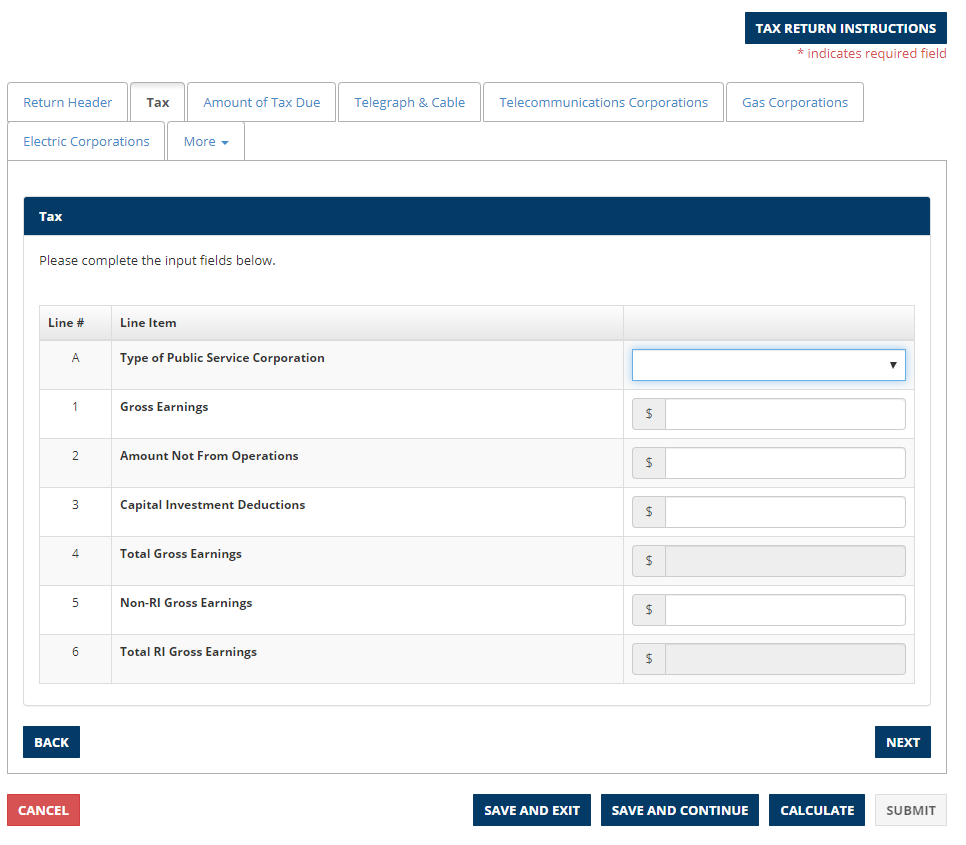 TAX RETURN INSTRUCTIONS
* indicates required field
Return Header Tax Amount of Tax Due Telegraph & Cable Telecommunications Corporations Gas Corporations
Electric Corporations More
Tax
Please complete the input fields below.
Line # Line Item
A Type of Public Service Corporation
1 Gross Earnings $
2 Amount Not From Operations $
3 Capital Investment Deductions $
4 Total Gross Earnings $
5 Non-RI Gross Earnings $
6 Total RI Gross Earnings $
BACK NEXT
CANCEL SAVE AND EXIT SAVE AND CONTINUE CALCULATE SUBMIT